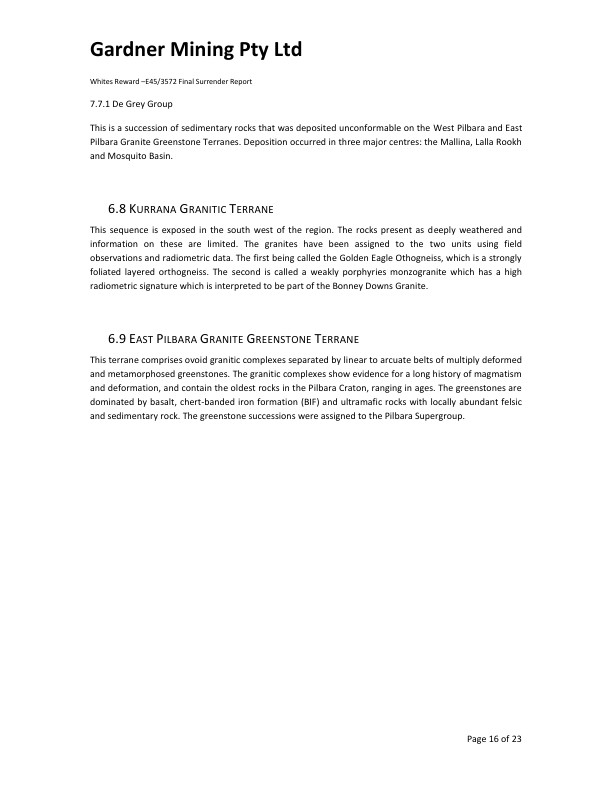 Gardner Mining Pty Ltd
Whites Reward –E45/3572 Final Surrender Report
7.7.1 De Grey Group
This is a succession of sedimentary rocks that was deposited unconformable on the West Pilbara and East
Pilbara Granite Greenstone Terranes. Deposition occurred in three major centres: the Mallina, Lalla Rookh
and Mosquito Basin.
6.8 KURRANA GRANITIC TERRANE
This sequence is exposed in the south west of the region. The rocks present as deeply weathered and
information on these are limited. The granites have been assigned to the two units using field
observations and radiometric data. The first being called the Golden Eagle Othogneiss, which is a strongly
foliated layered orthogneiss. The second is called a weakly porphyries monzogranite which has a high
radiometric signature which is interpreted to be part of the Bonney Downs Granite.
6.9 EAST PILBARA GRANITE GREENSTONE TERRANE
This terrane comprises ovoid granitic complexes separated by linear to arcuate belts of multiply deformed
and metamorphosed greenstones. The granitic complexes show evidence for a long history of magmatism
and deformation, and contain the oldest rocks in the Pilbara Craton, ranging in ages. The greenstones are
dominated by basalt, chert-banded iron formation (BIF) and ultramafic rocks with locally abundant felsic
and sedimentary rock. The greenstone successions were assigned to the Pilbara Supergroup.
Page 16 of 23